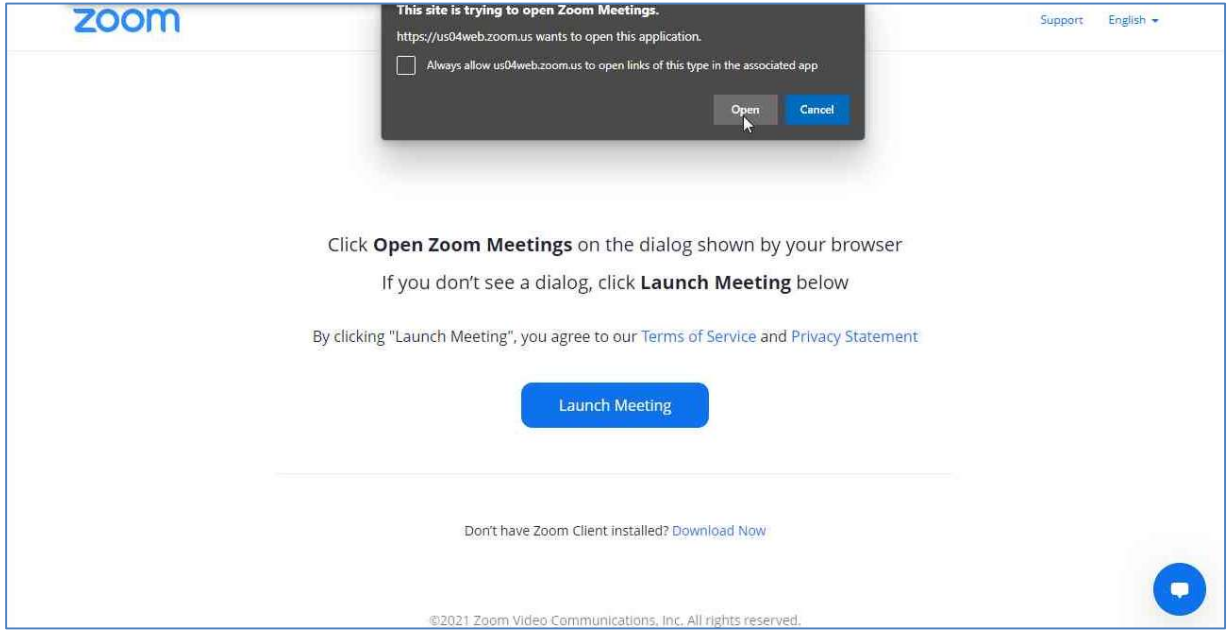 zoom
Support English
This site is trying to open Zoom Meetings.
https://us04web.zoom.us wants to open this application.
Always allow us04web.zoom.us to open links of this type in the associated app
Open Cancel
Click Open Zoom Meetings on the dialog shown by your browser
If you don't see a dialog, click Launch Meeting below
By clicking "Launch Meeting", you agree to our Terms of Service and Privacy Statement
Launch Meeting
Don't have Zoom Client installed? Download Now
©2021 Zoom Video Communications, Inc. All rights reserved.